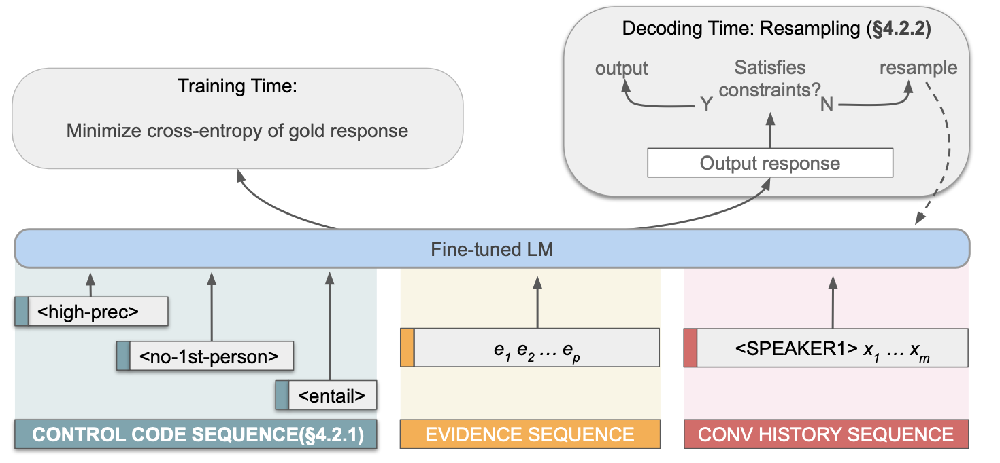 Decoding Time: Resampling (§4.2.2)
output
Satisfies
constraints?
resample
Y
N
Output response
Training Time:
Minimize cross-entropy of gold response
Fine-tuned LM
<high-prec>
<no-1st-person>
<entail>
e1 e2 … ep
<SPEAKER1> x1 … xm
CONTROL CODE SEQUENCE(§4.2.1)
EVIDENCE SEQUENCE
CONV HISTORY SEQUENCE